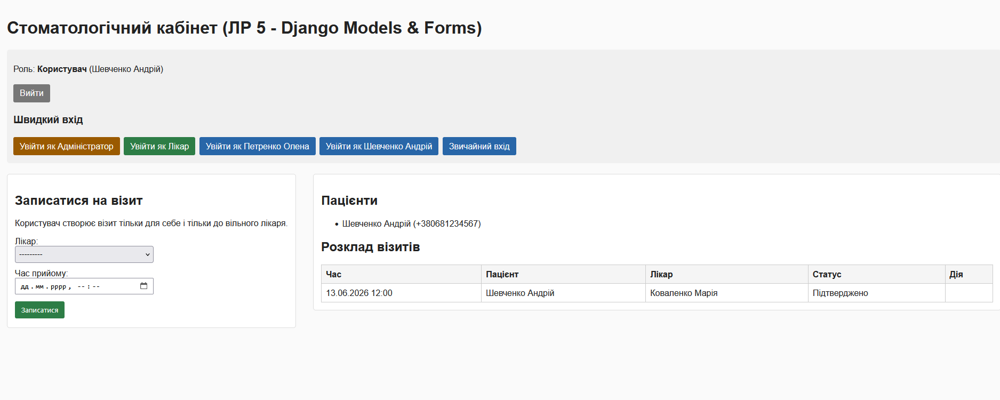 Стоматологічний кабінет (ЛР 5 - Django Models & Forms)
Роль: Користувач (Шевченко Андрій)
Вийти
Швидкий вхід
Увійти як Адміністратор Увійти як Лікар Увійти як Петренко Олена Увійти як Шевченко Андрій Звичайний вхід
Записатися на візит
Користувач створює візит тільки для себе і тільки до вільного лікаря.
Лікар:
---------
Час прийому:
дд.мм.рррр, --:--
Записатися
Пацієнти
• Шевченко Андрій (+380681234567)
Розклад візитів
Час Пацієнт Лікар Статус Дія
13.06.2026 12:00 Шевченко Андрій Коваленко Марія Підтверджено